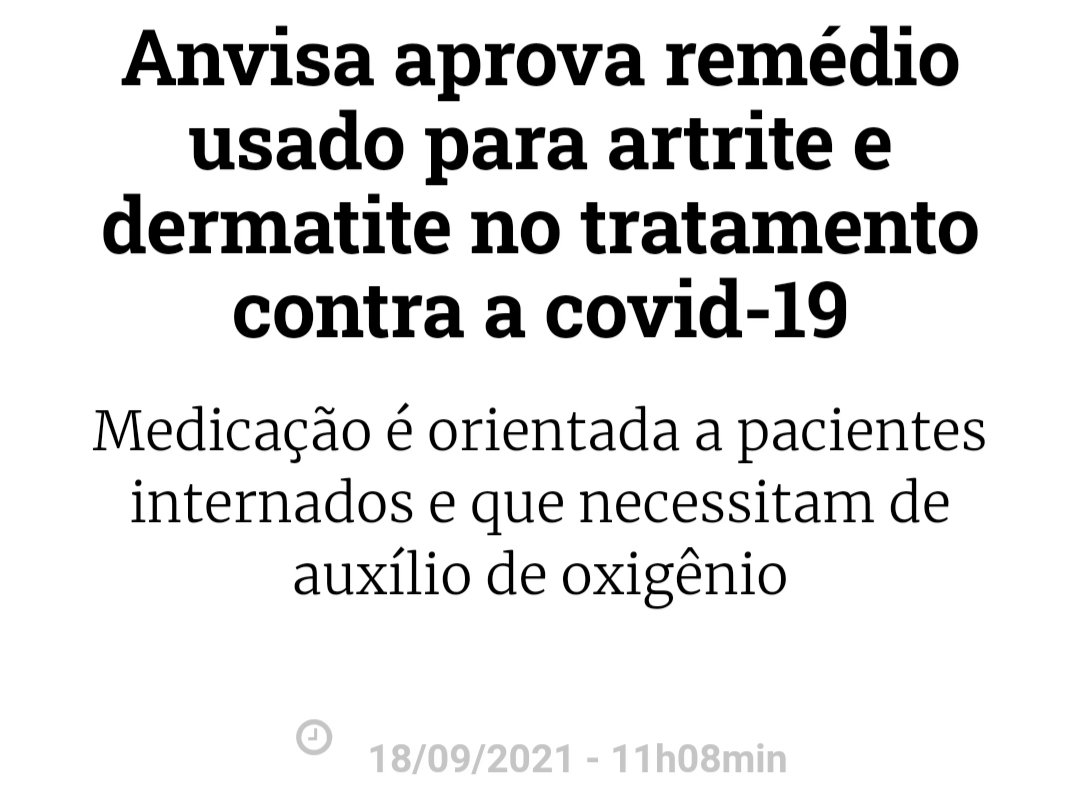 Anvisa aprova remédio
usado para artrite e
dermatite no tratamento
contra a covid-19
Medicação é orientada a pacientes
internados e que necessitam de
auxílio de oxigênio
18/09/2021 - 11h08min